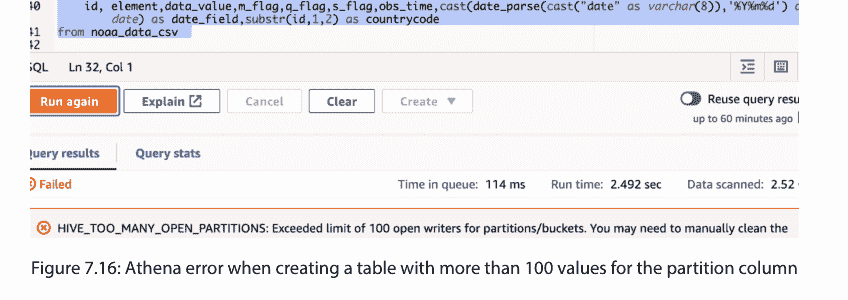 40 id, element,data_value,m_flag,q_flag,s_flag,obs_time,cast(date_parse(cast("date" as varchar(8)),'%Y%m%d')
date) as date_field,substr(id,1,2) as countrycode
41 from noaa_data_csv
42
SQL Ln 32, Col 1
Run again Explain Cancel Clear Create Reuse query resu
up to 60 minutes ago
Query results Query stats
Failed Time in queue: 114 ms Run time: 2.492 sec Data scanned: 2.52
HIVE_TOO_MANY_OPEN_PARTITIONS: Exceeded limit of 100 open writers for partitions/buckets. You may need to manually clean the
Figure 7.16: Athena error when creating a table with more than 100 values for the partition column